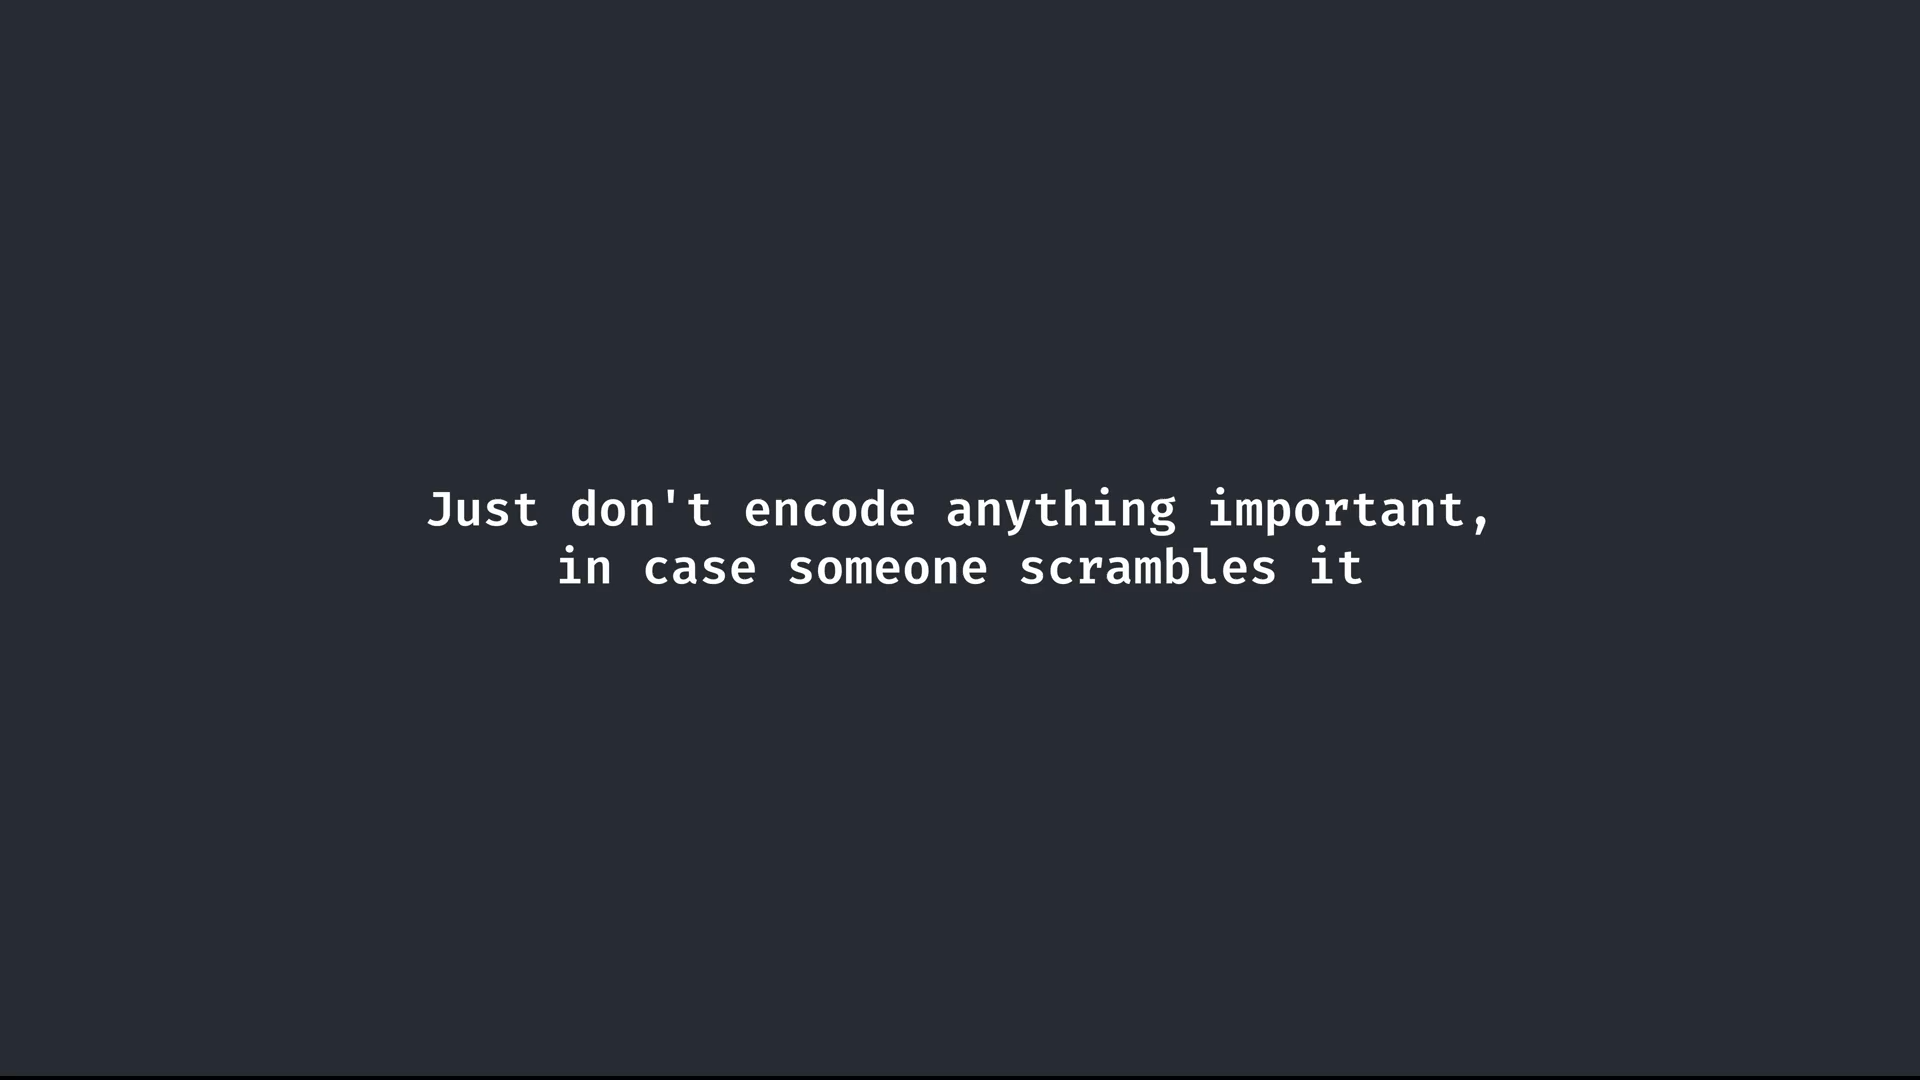 Just don't encode anything important,
in case someone scrambles it